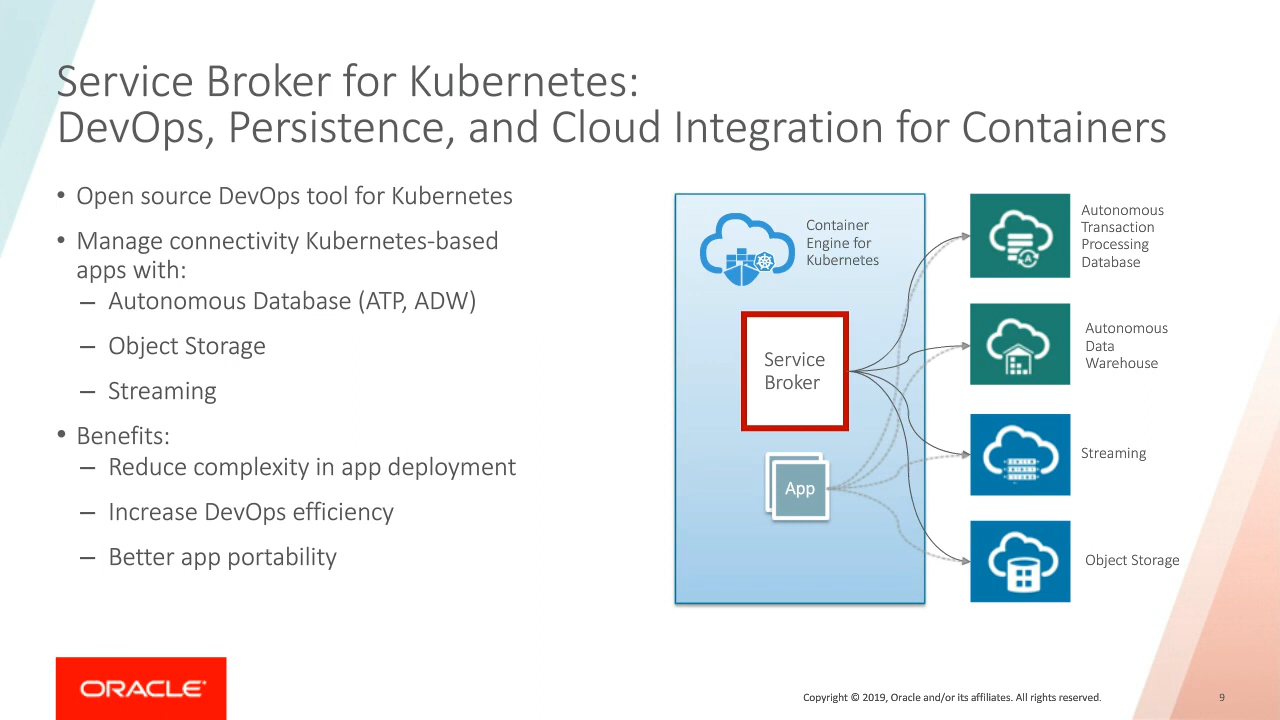 Service Broker for Kubernetes:
DevOps, Persistence, and Cloud Integration for Containers
• Open source DevOps tool for Kubernetes
• Manage connectivity Kubernetes-based
apps with:
– Autonomous Database (ATP, ADW)
– Object Storage
– Streaming
• Benefits:
– Reduce complexity in app deployment
– Increase DevOps efficiency
– Better app portability
Container
Engine for
Kubernetes
Service
Broker
App
Autonomous
Transaction
Processing
Database
Autonomous
Data
Warehouse
Streaming
Object Storage
ORACLE®
Copyright © 2019, Oracle and/or its affiliates. All rights reserved.
9